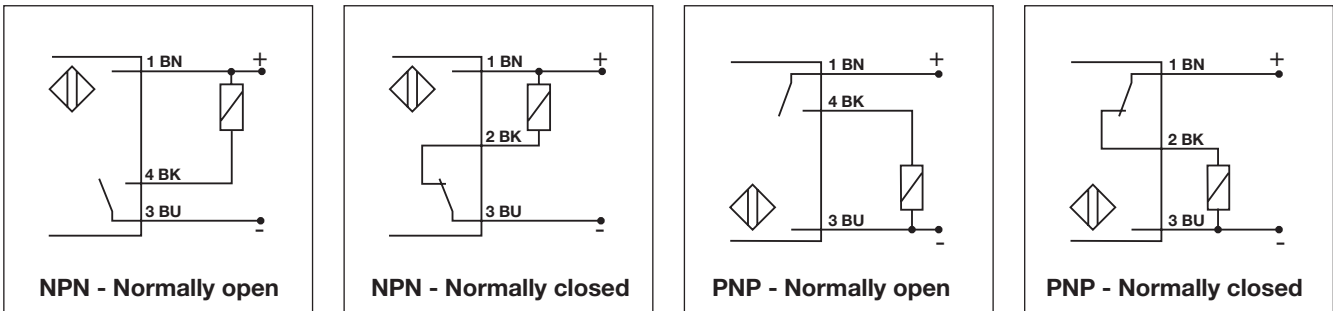 1 BN
+
4 BK
3 BU
-
NPN - Normally open
1 BN
+
2 BK
3 BU
-
NPN - Normally closed
1 BN
+
4 BK
3 BU
-
PNP - Normally open
1 BN
+
2 BK
3 BU
-
PNP - Normally closed